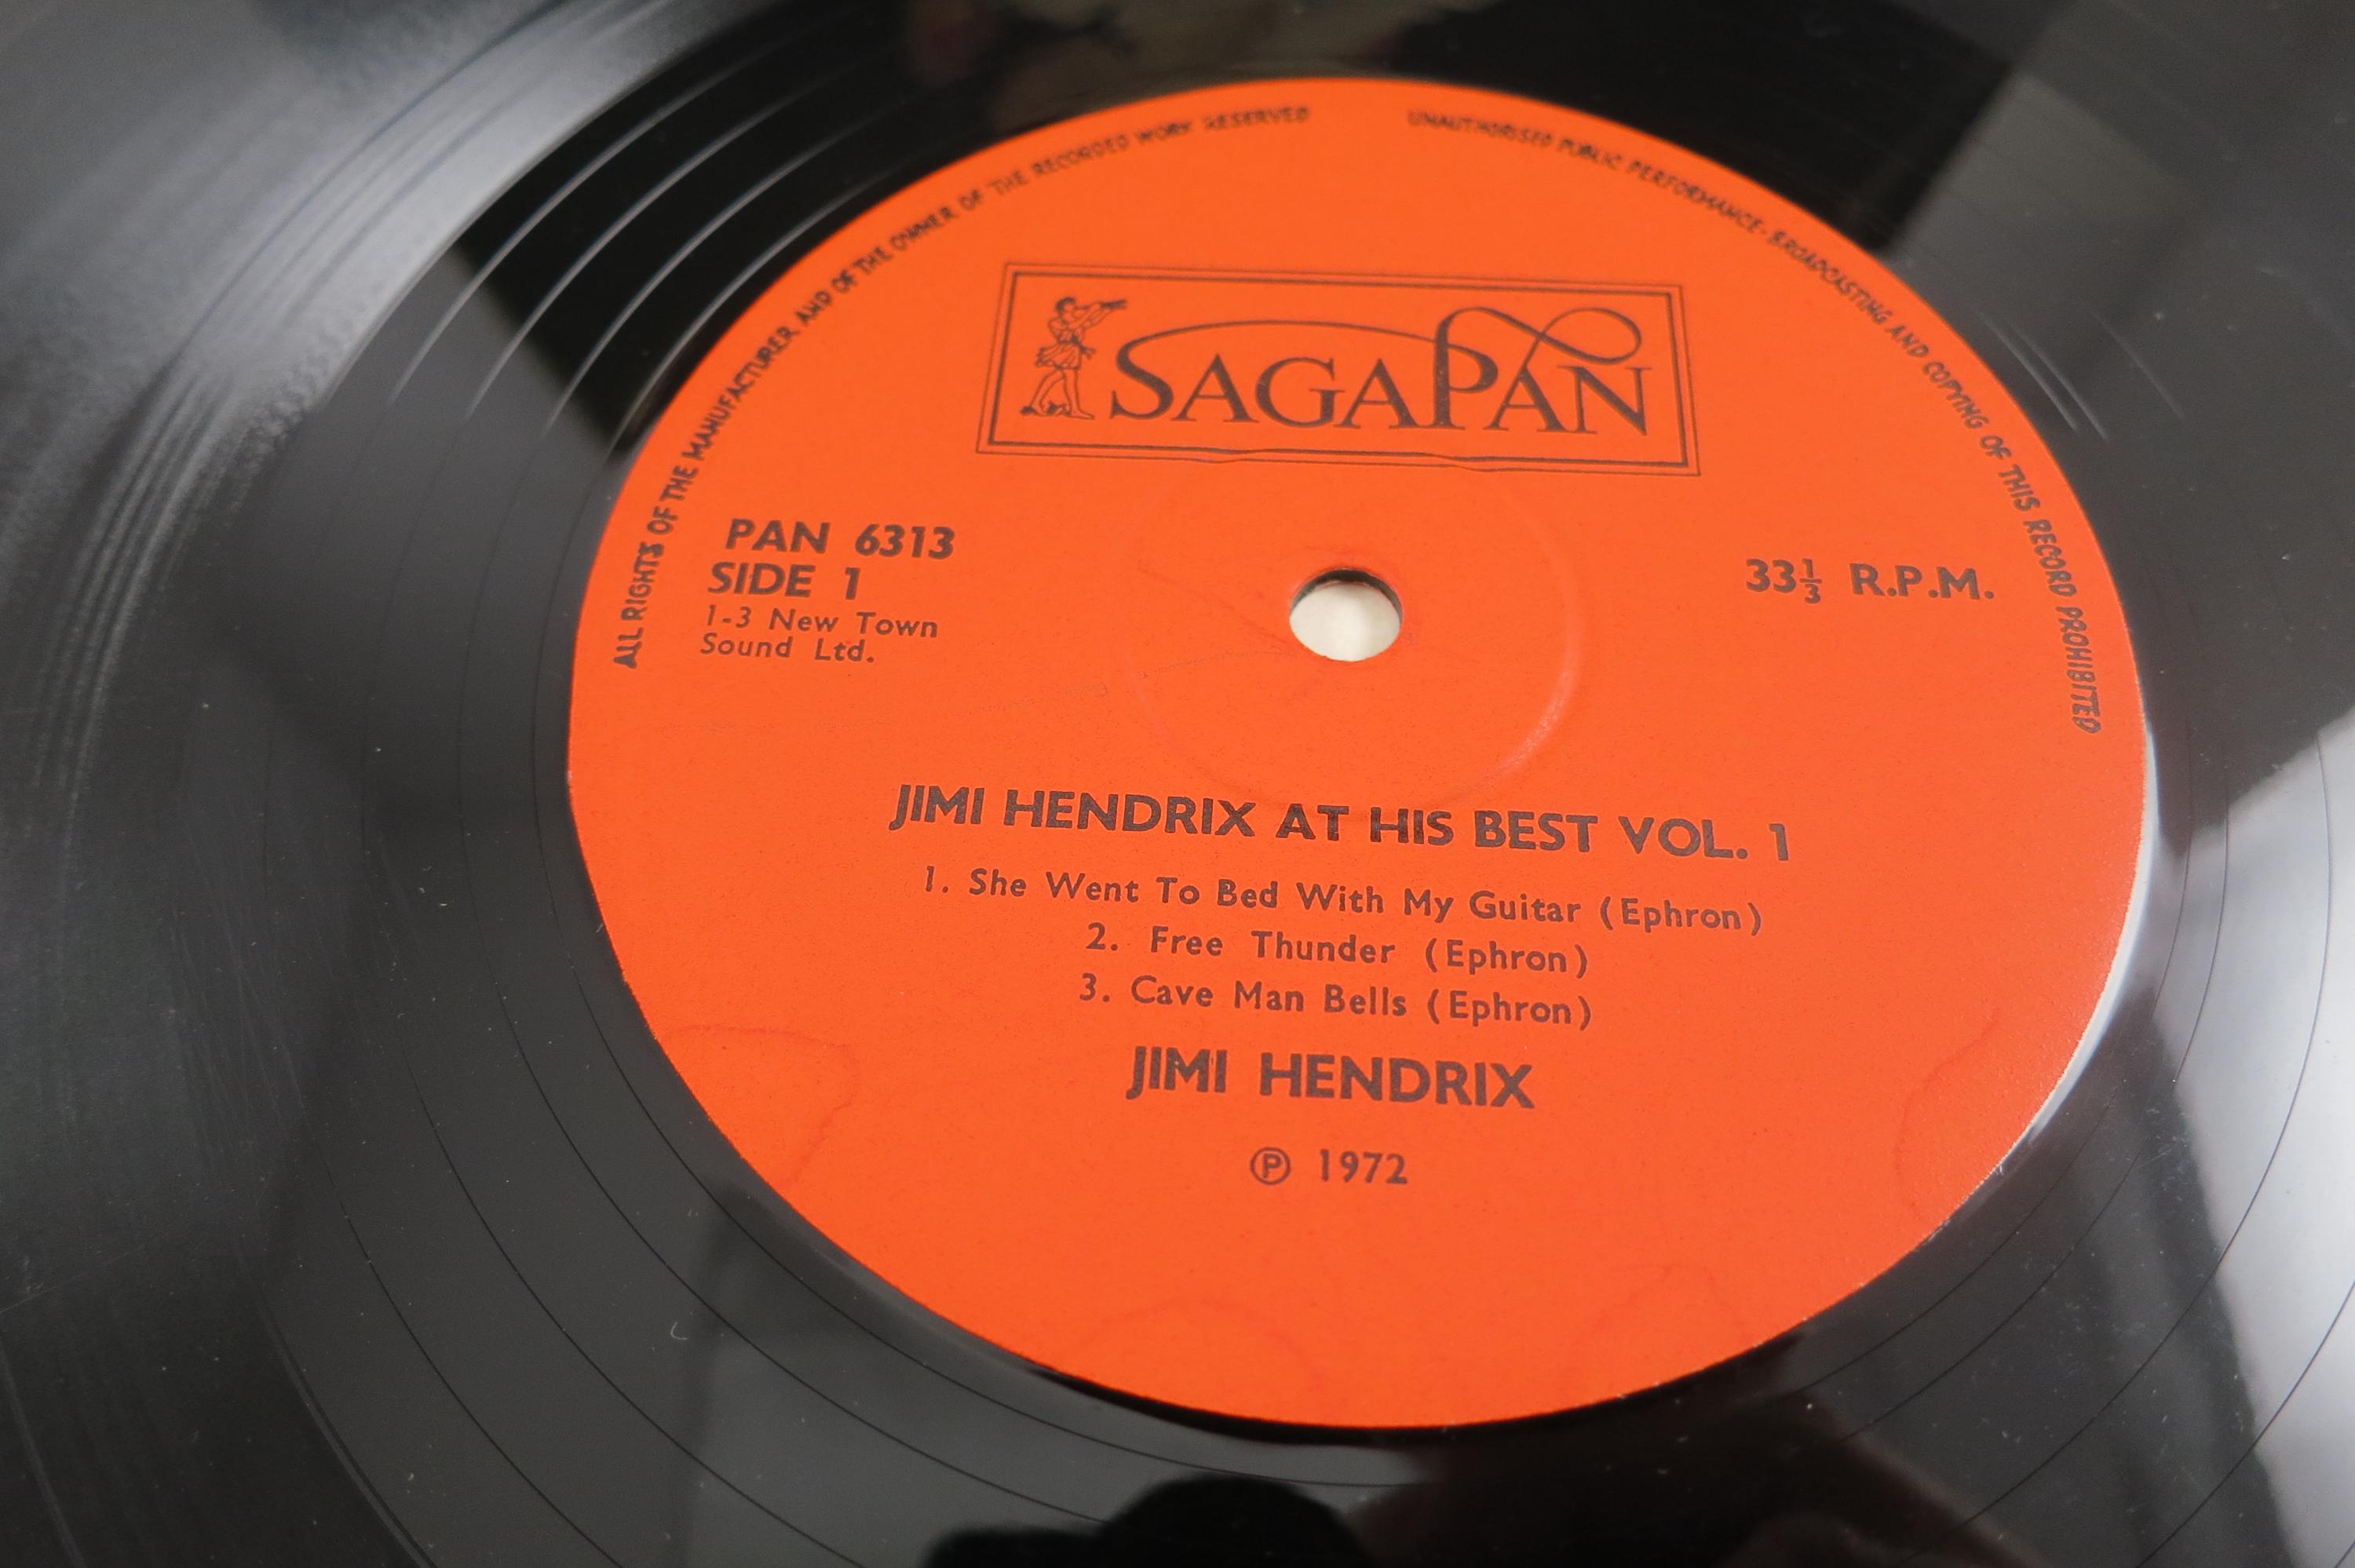 ALL RIGHTS OF THE MANUFACTURER AND OF THE OWNER OF THE RECORDED WORK RESERVED
UNAUTHORISED PUBLIC PERFORMANCE · BROADCASTING AND COPYING OF THIS RECORD PROHIBITED
SAGAPAN
PAN 6313
SIDE 1
1-3 New Town
Sound Ltd.
33⅓ R.P.M.
JIMI HENDRIX AT HIS BEST VOL. 1
1. She Went To Bed With My Guitar (Ephron)
2. Free Thunder (Ephron)
3. Cave Man Bells (Ephron)
JIMI HENDRIX
℗ 1972